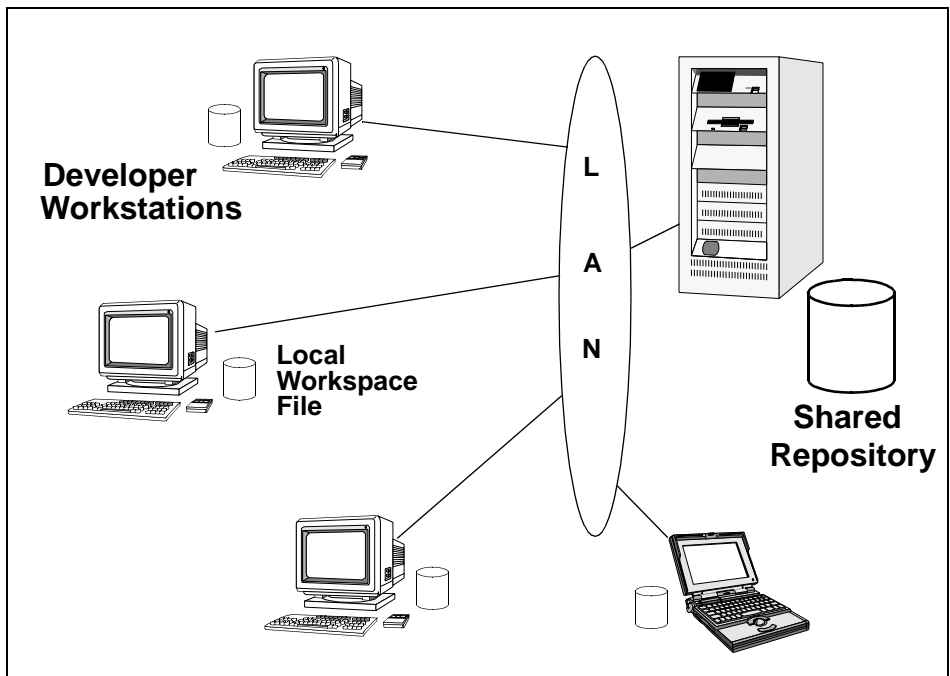 Developer
Workstations
L
A
N
Local
Workspace
File
Shared
Repository